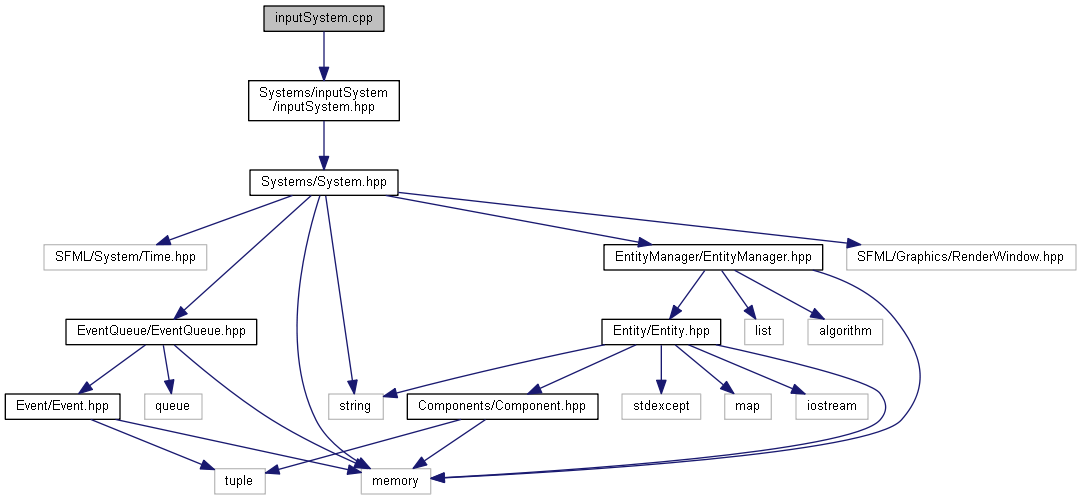 inputSystem.cpp
Systems/inputSystem
/inputSystem.hpp
Systems/System.hpp
SFML/System/Time.hpp
EntityManager/EntityManager.hpp
SFML/Graphics/RenderWindow.hpp
EventQueue/EventQueue.hpp
Entity/Entity.hpp
list
algorithm
Event/Event.hpp
queue
string
Components/Component.hpp
stdexcept
map
iostream
tuple
memory